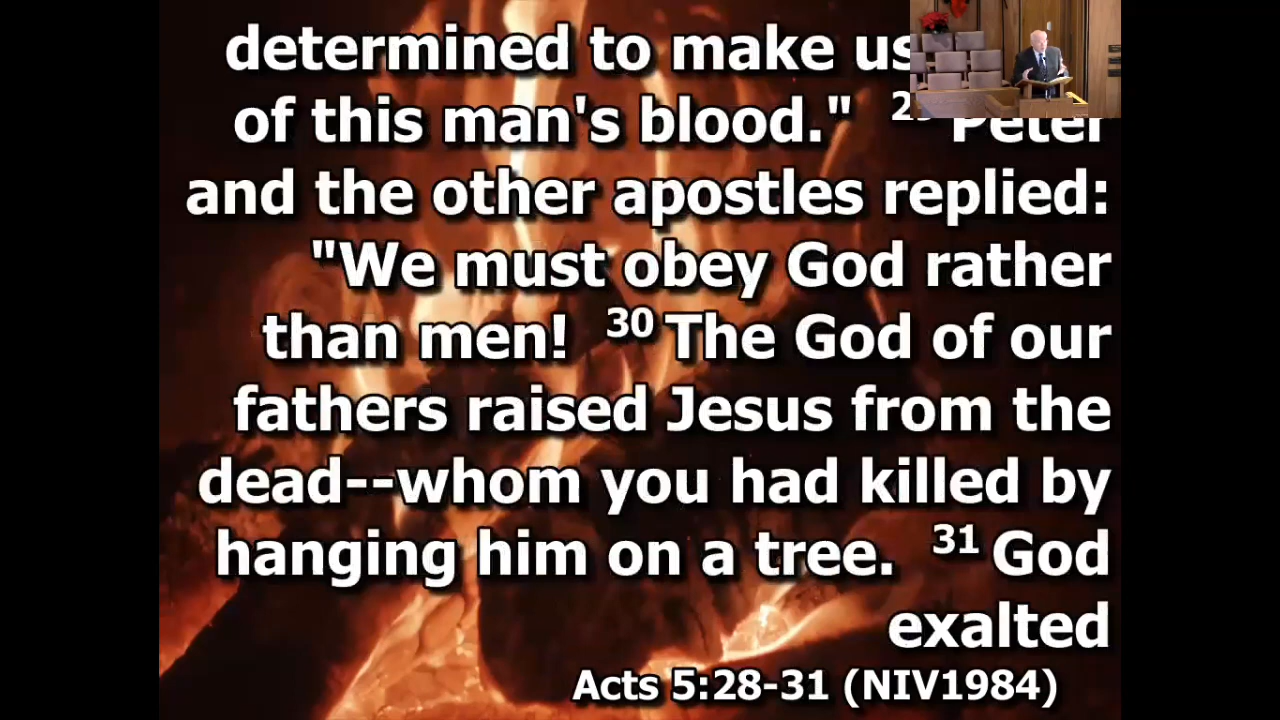 determined to make us
of this man's blood." Peter
and the other apostles replied:
"We must obey God rather
than men! 30 The God of our
fathers raised Jesus from the
dead--whom you had killed by
hanging him on a tree. 31 God
exalted
Acts 5:28-31 (NIV1984)